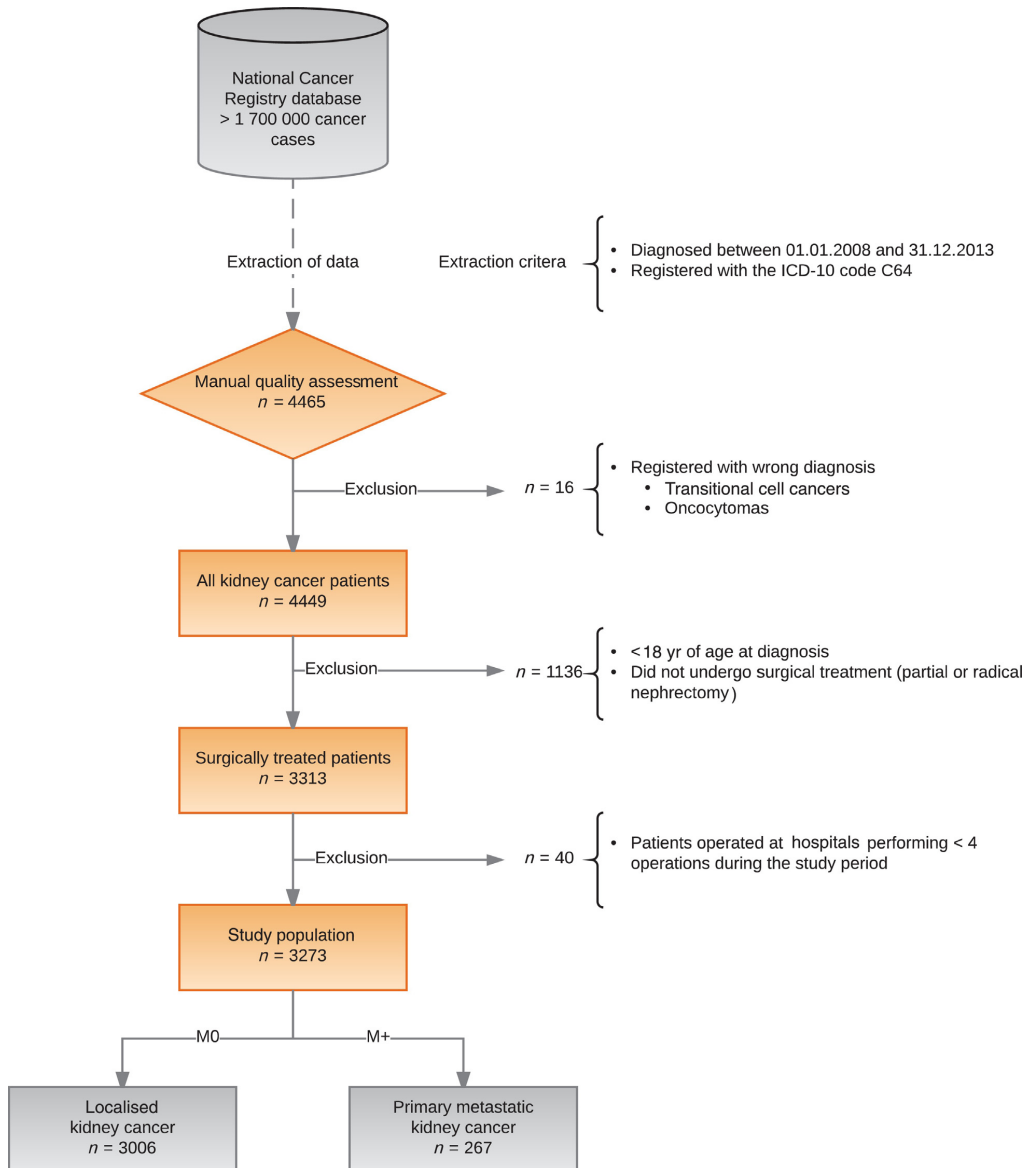 National Cancer
Registry database
> 1 700 000 cancer
cases
Extraction of data
Extraction critera
• Diagnosed between 01.01.2008 and 31.12.2013
• Registered with the ICD-10 code C64
Manual quality assessment
n = 4465
Exclusion
n = 16
• Registered with wrong diagnosis
• Transitional cell cancers
• Oncocytomas
All kidney cancer patients
n = 4449
Exclusion
n = 1136
• <18 yr of age at diagnosis
• Did not undergo surgical treatment (partial or radical
nephrectomy)
Surgically treated patients
n = 3313
Exclusion
n = 40
• Patients operated at hospitals performing < 4
operations during the study period
Study population
n = 3273
M0
M+
Localised
kidney cancer
n = 3006
Primary metastatic
kidney cancer
n = 267